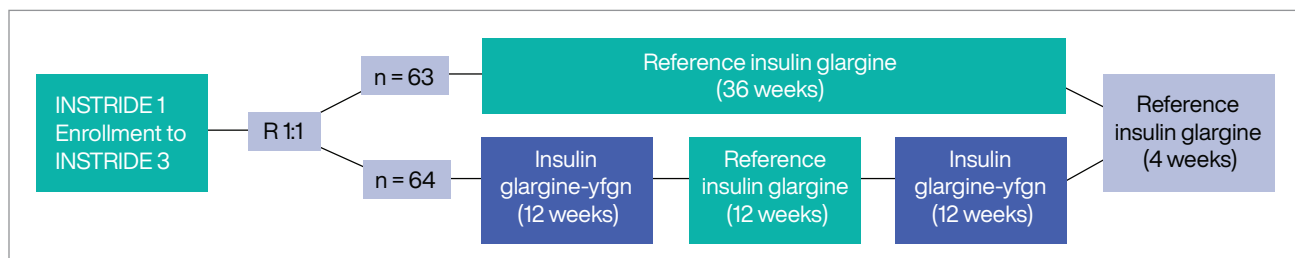 INSTRIDE 1
Enrollment to
INSTRIDE 3
R 1:1
n = 63
Reference insulin glargine
(36 weeks)
n = 64
Insulin
glargine-yfgn
(12 weeks)
Reference
insulin glargine
(12 weeks)
Insulin
glargine-yfgn
(12 weeks)
Reference
insulin glargine
(4 weeks)